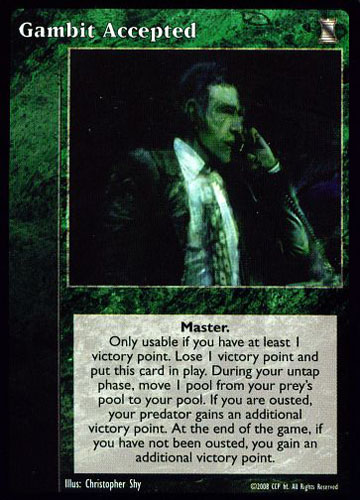 Gambit Accepted
Master.
Only usable if you have at least 1
victory point. Lose 1 victory point and
put this card in play. During your untap
phase, move 1 pool from your prey's
pool to your pool. If you are ousted,
your predator gains an additional
victory point. At the end of the game, if
you have not been ousted, you gain an
additional victory point.
Illus: Christopher Shy
©2008 CCP hf. All Rights Reserved